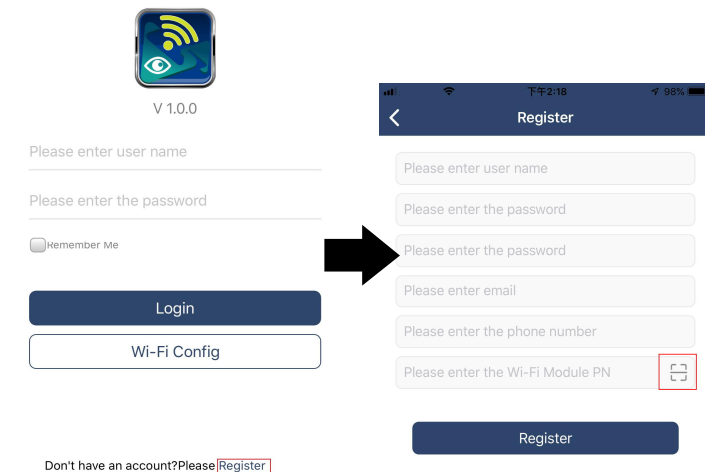 V 1.0.0
Please enter user name
Please enter the password
Remember Me
Login
Wi-Fi Config
Don't have an account?Please Register
下午2:18
98%
Register
Please enter user name
Please enter the password
Please enter the password
Please enter email
Please enter the phone number
Please enter the Wi-Fi Module PN
Register